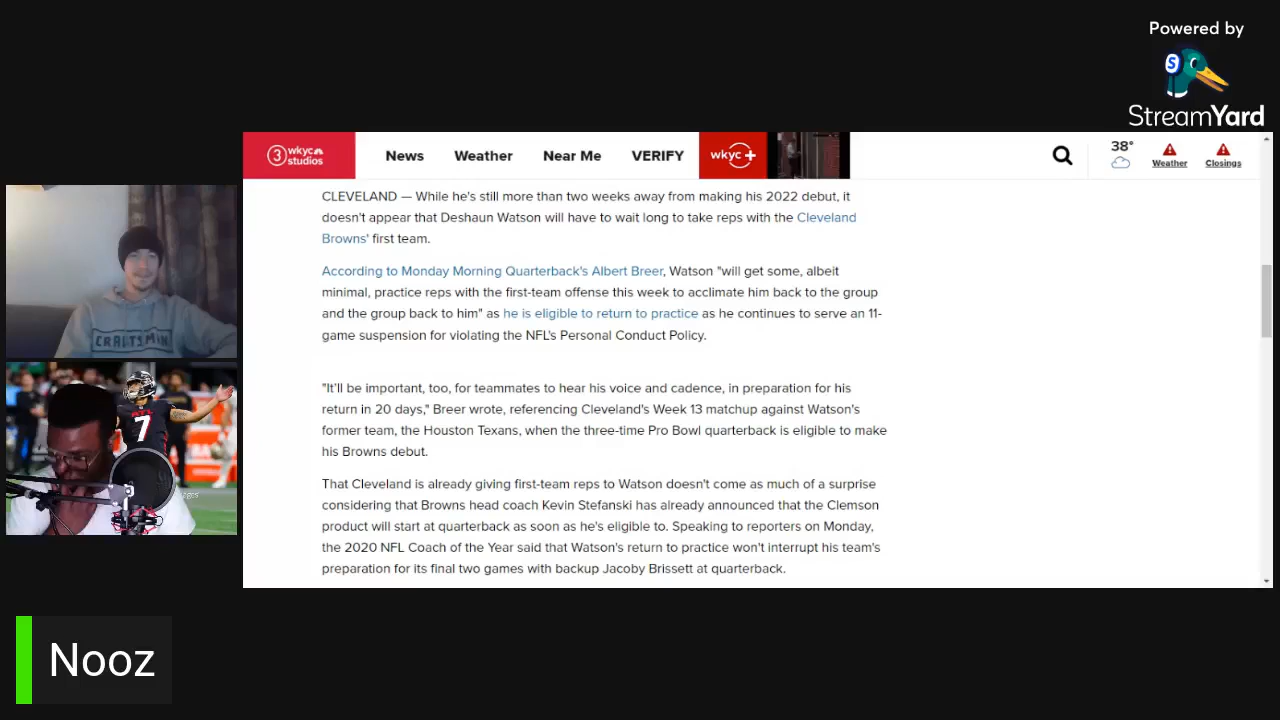 Powered by
StreamYard
3 wkyc studios
News
Weather
Near Me
VERIFY
wkyc+
38°
Weather
Closings
CLEVELAND — While he's still more than two weeks away from making his 2022 debut, it
doesn't appear that Deshaun Watson will have to wait long to take reps with the Cleveland
Browns' first team.
According to Monday Morning Quarterback's Albert Breer, Watson "will get some, albeit
minimal, practice reps with the first-team offense this week to acclimate him back to the group
and the group back to him" as he is eligible to return to practice as he continues to serve an 11-
game suspension for violating the NFL's Personal Conduct Policy.
"It'll be important, too, for teammates to hear his voice and cadence, in preparation for his
return in 20 days," Breer wrote, referencing Cleveland's Week 13 matchup against Watson's
former team, the Houston Texans, when the three-time Pro Bowl quarterback is eligible to make
his Browns debut.
That Cleveland is already giving first-team reps to Watson doesn't come as much of a surprise
considering that Browns head coach Kevin Stefanski has already announced that the Clemson
product will start at quarterback as soon as he's eligible to. Speaking to reporters on Monday,
the 2020 NFL Coach of the Year said that Watson's return to practice won't interrupt his team's
preparation for its final two games with backup Jacoby Brissett at quarterback.
CRAFTSMAN
ATL
7
Nooz